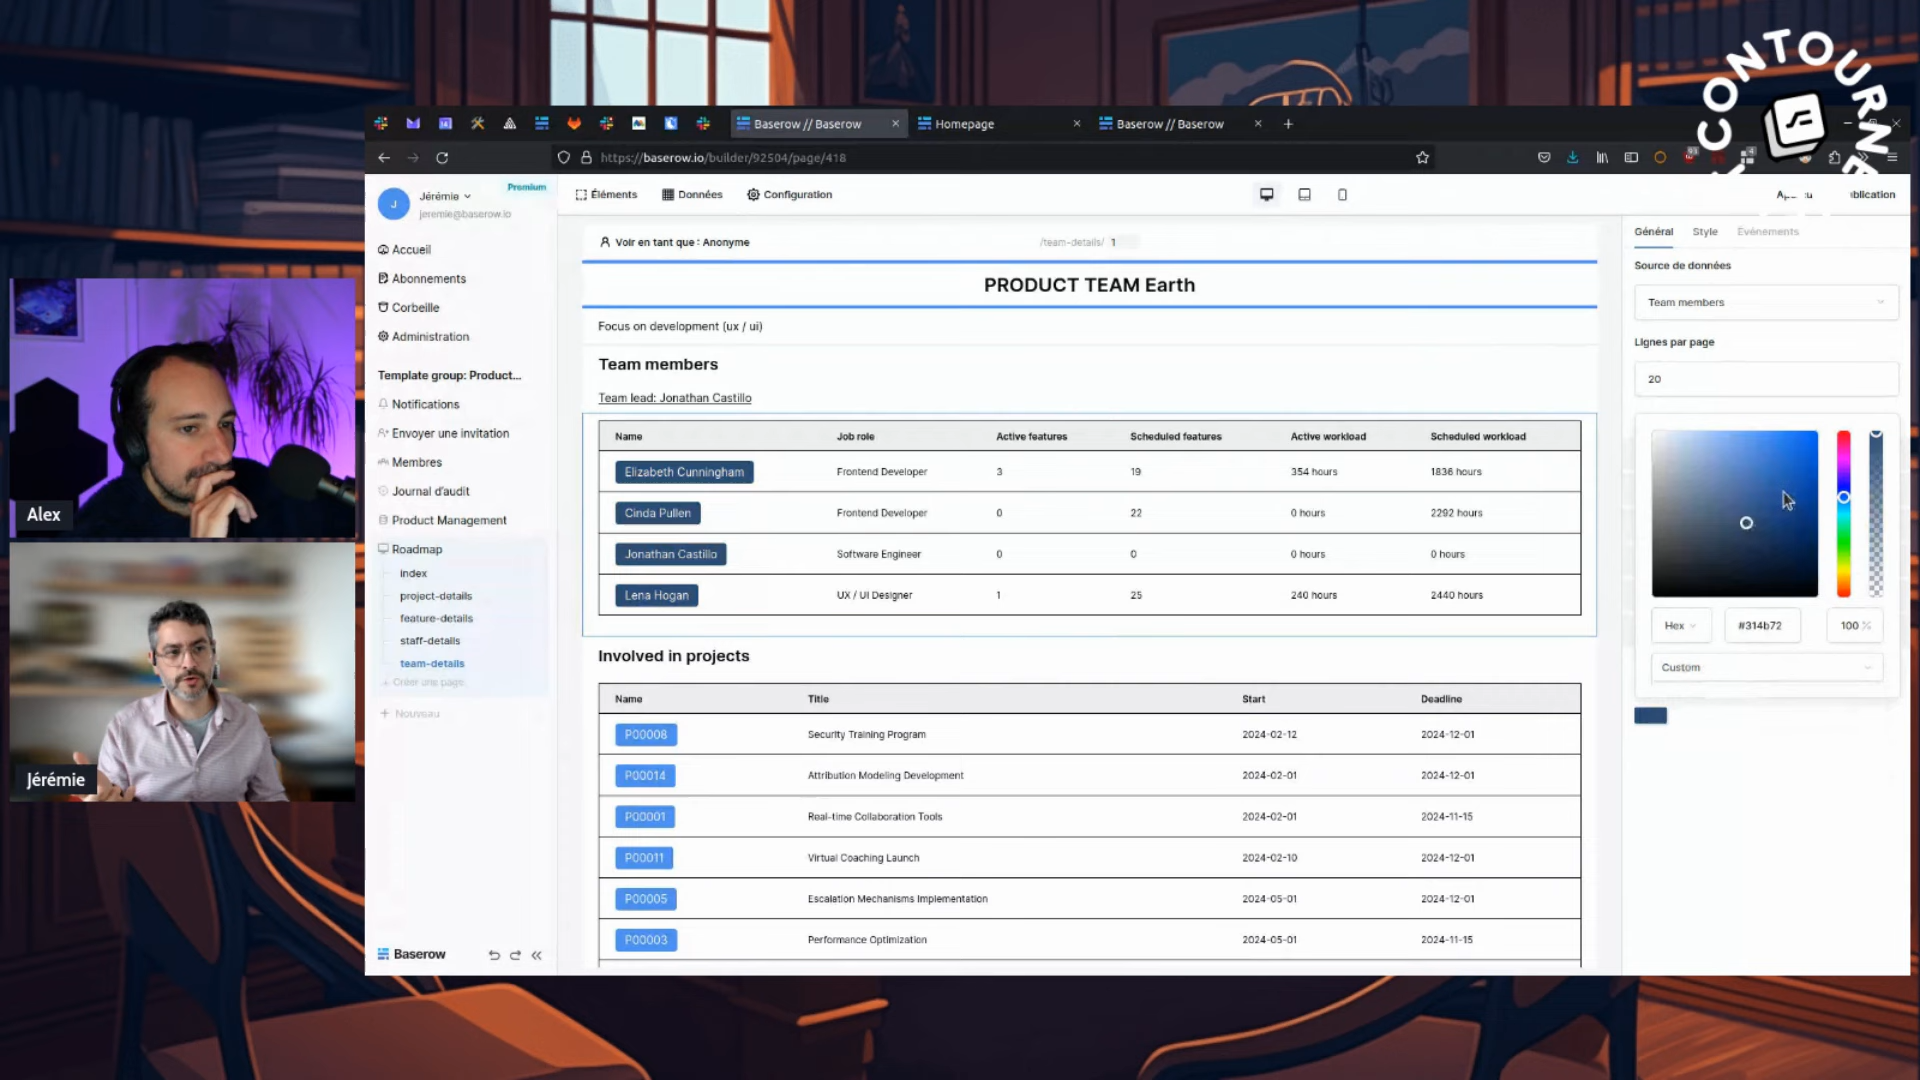 CONTOURNE
Baserow // Baserow
Homepage
Baserow // Baserow
https://baserow.io/builder/92504/page/418
J
Jérémie
Premium
jeremie@baserow.io
Éléments
Données
Configuration
Accueil
Abonnements
Corbeille
Administration
Template group: Product...
Notifications
Envoyer une invitation
Membres
Journal d'audit
Product Management
Roadmap
index
project-details
feature-details
staff-details
team-details
+ Créer une page
+ Nouveau
Baserow
Voir en tant que : Anonyme
/team-details/ 1
PRODUCT TEAM Earth
Focus on development (ux / ui)
Team members
Team lead: Jonathan Castillo
Name Job role Active features Scheduled features Active workload Scheduled workload
Elizabeth Cunningham Frontend Developer 3 19 354 hours 1836 hours
Cinda Pullen Frontend Developer 0 22 0 hours 2292 hours
Jonathan Castillo Software Engineer 0 0 0 hours 0 hours
Lena Hogan UX / UI Designer 1 25 240 hours 2440 hours
Involved in projects
Name Title Start Deadline
P00008 Security Training Program 2024-02-12 2024-12-01
P00014 Attribution Modeling Development 2024-02-01 2024-12-01
P00001 Real-time Collaboration Tools 2024-02-01 2024-11-15
P00011 Virtual Coaching Launch 2024-02-10 2024-12-01
P00005 Escalation Mechanisms Implementation 2024-05-01 2024-12-01
P00003 Performance Optimization 2024-05-01 2024-11-15
Général
Style
Événements
Source de données
Team members
Lignes par page
20
Hex
#314b72
100 %
Custom
Alex
Jérémie